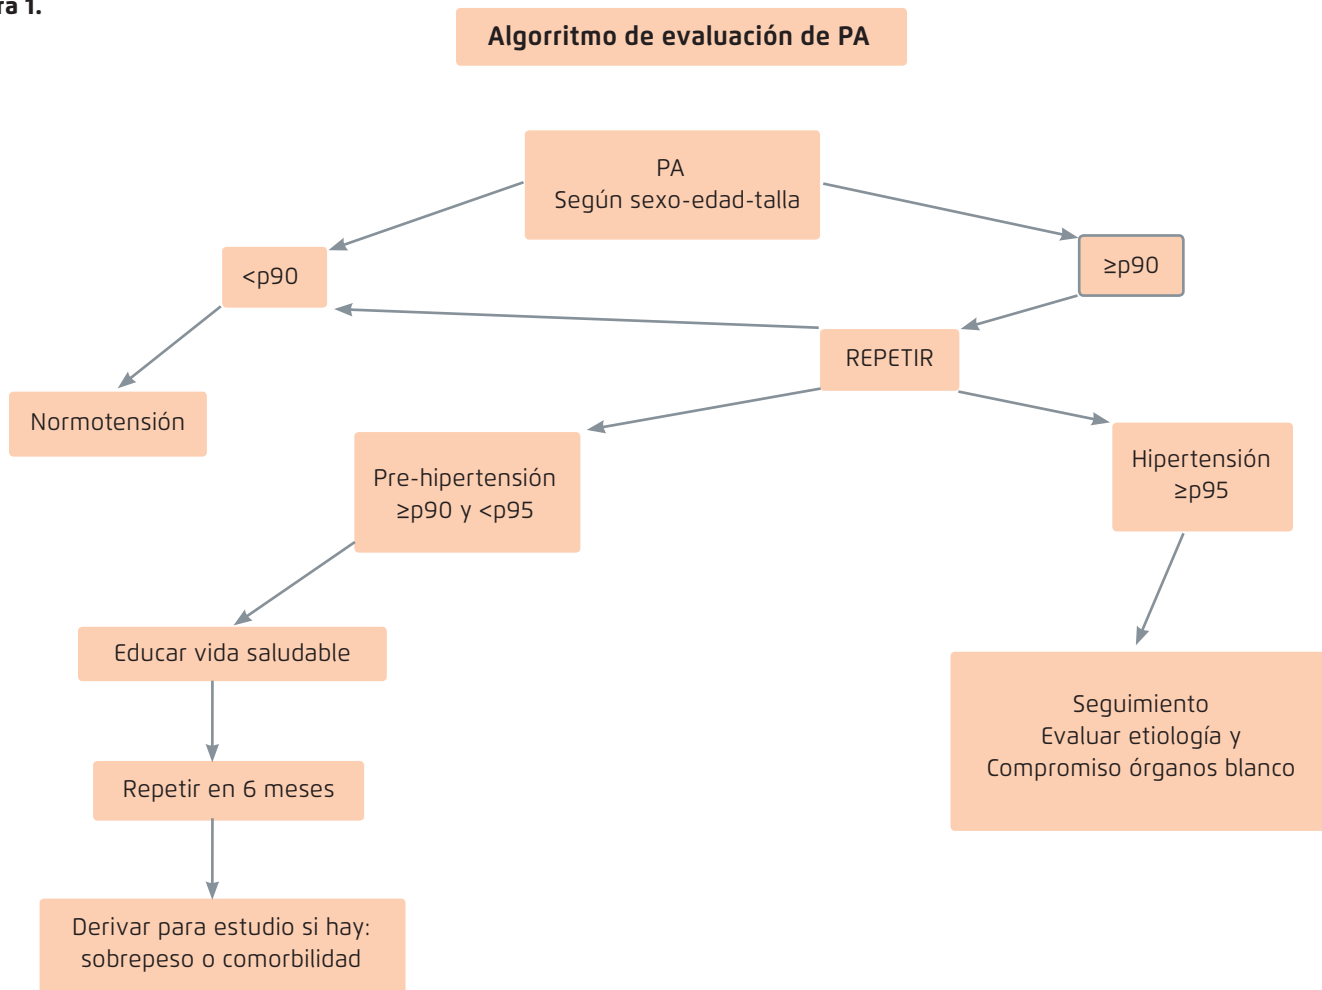 ra 1.
Algorritmo de evaluación de PA
PA
Según sexo-edad-talla
<p90
≥p90
REPETIR
Normotensión
Pre-hipertensión
≥p90 y <p95
Hipertensión
≥p95
Educar vida saludable
Seguimiento
Evaluar etiología y
Compromiso órganos blanco
Repetir en 6 meses
Derivar para estudio si hay:
sobrepeso o comorbilidad